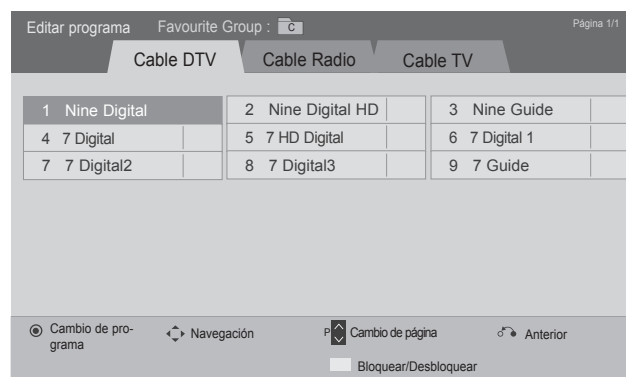 Editar programa Favourite Group : C Página 1/1
Cable DTV Cable Radio Cable TV
1 Nine Digital 2 Nine Digital HD 3 Nine Guide
4 7 Digital 5 7 HD Digital 6 7 Digital 1
7 7 Digital2 8 7 Digital3 9 7 Guide
Cambio de pro-
grama
Navegación
P Cambio de página
Anterior
Bloquear/Desbloquear